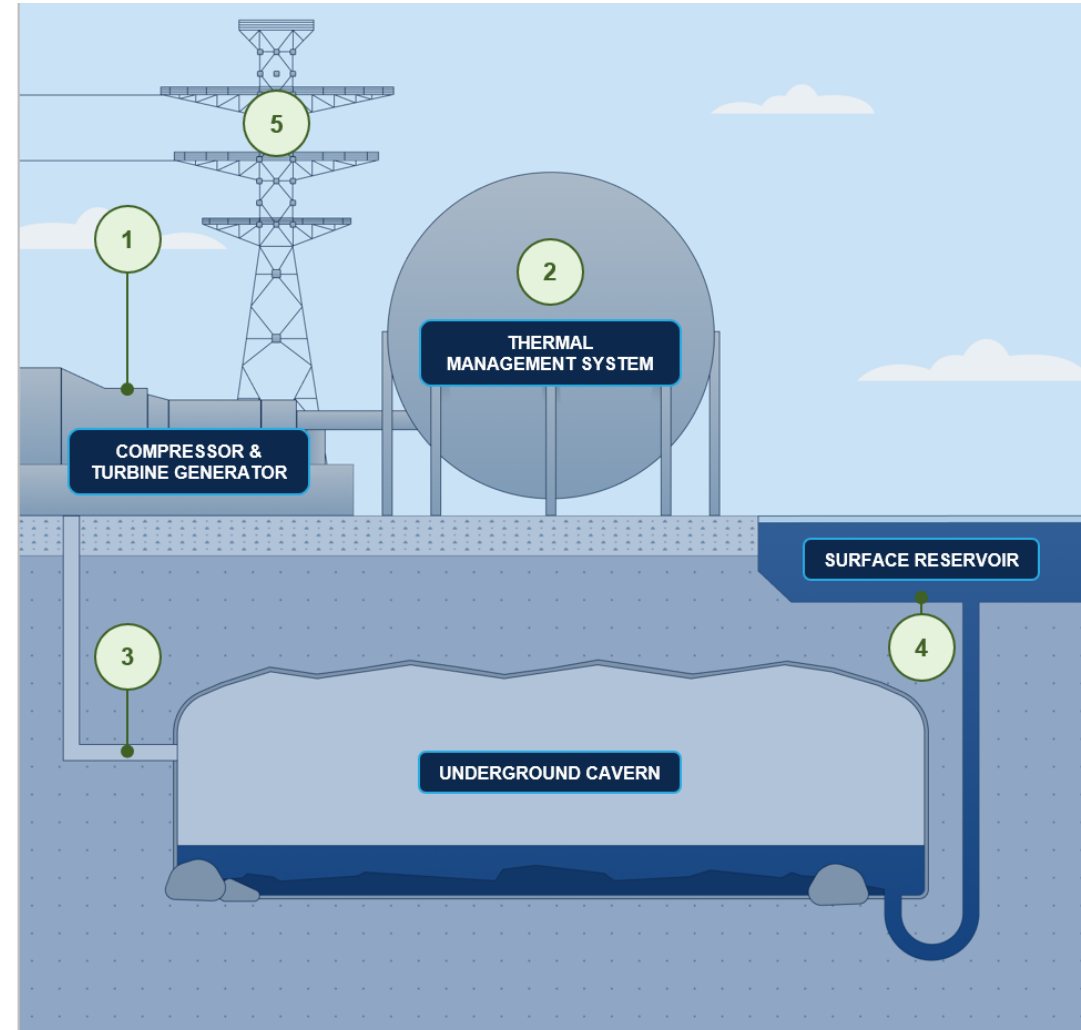 5
1
2
THERMAL
MANAGEMENT SYSTEM
COMPRESSOR &
TURBINE GENERATOR
SURFACE RESERVOIR
3
4
UNDERGROUND CAVERN